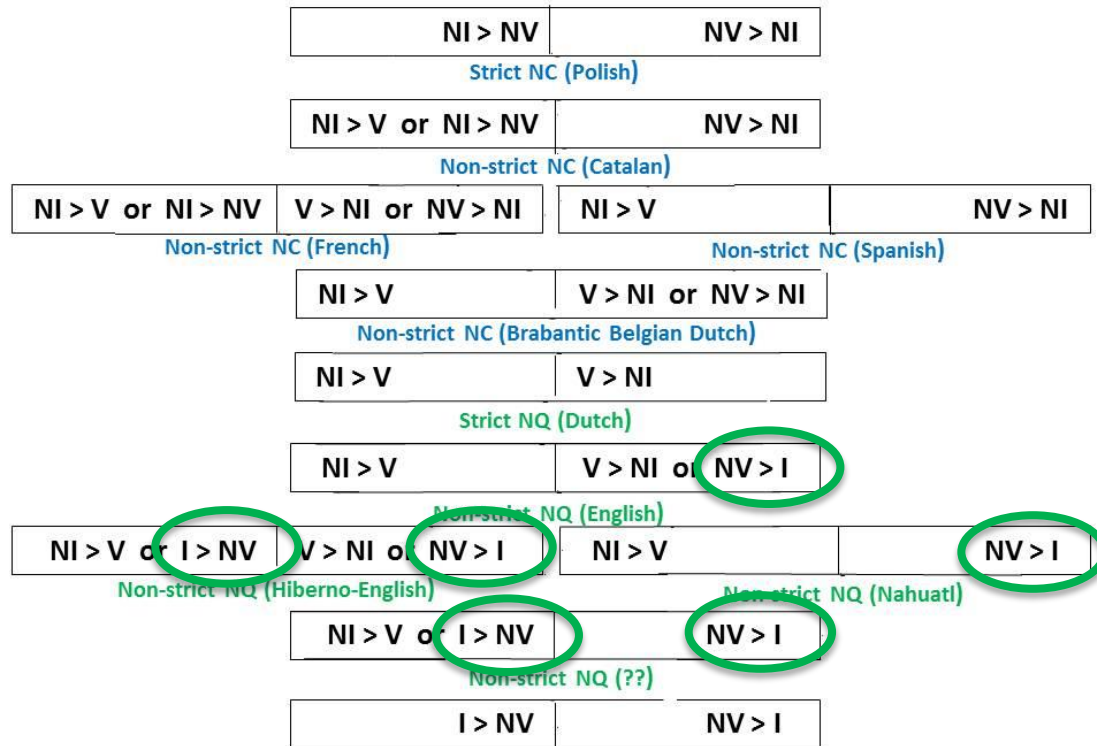 NI > NV NV > NI
Strict NC (Polish)
NI > V or NI > NV NV > NI
Non-strict NC (Catalan)
NI > V or NI > NV V > NI or NV > NI NI > V NV > NI
Non-strict NC (French) Non-strict NC (Spanish)
NI > V V > NI or NV > NI
Non-strict NC (Brabantic Belgian Dutch)
NI > V V > NI
Strict NQ (Dutch)
NI > V V > NI or NV > I
Non-strict NQ (English)
NI > V or I > NV V > NI or NV > I NI > V NV > I
Non-strict NQ (Hiberno-English) Non-strict NQ (Nahuatl)
NI > V or I > NV NV > I
Non-strict NQ (??)
I > NV NV > I